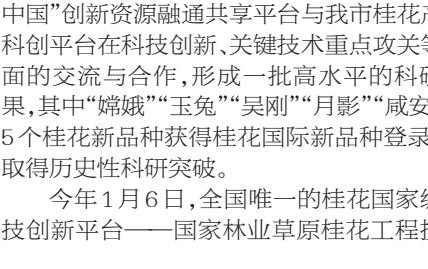 中国”创新资源融通共享平台与我市桂花产
科创平台在科技创新、关键技术重点攻关等
面的交流与合作，形成一批高水平的科研
果，其中“嫦娥”“玉兔”“吴刚”“月影”“咸安
5个桂花新品种获得桂花国际新品种登录
取得历史性科研突破。
今年1月6日，全国唯一的桂花国家级
技创新平台——国家林业草原桂花工程技